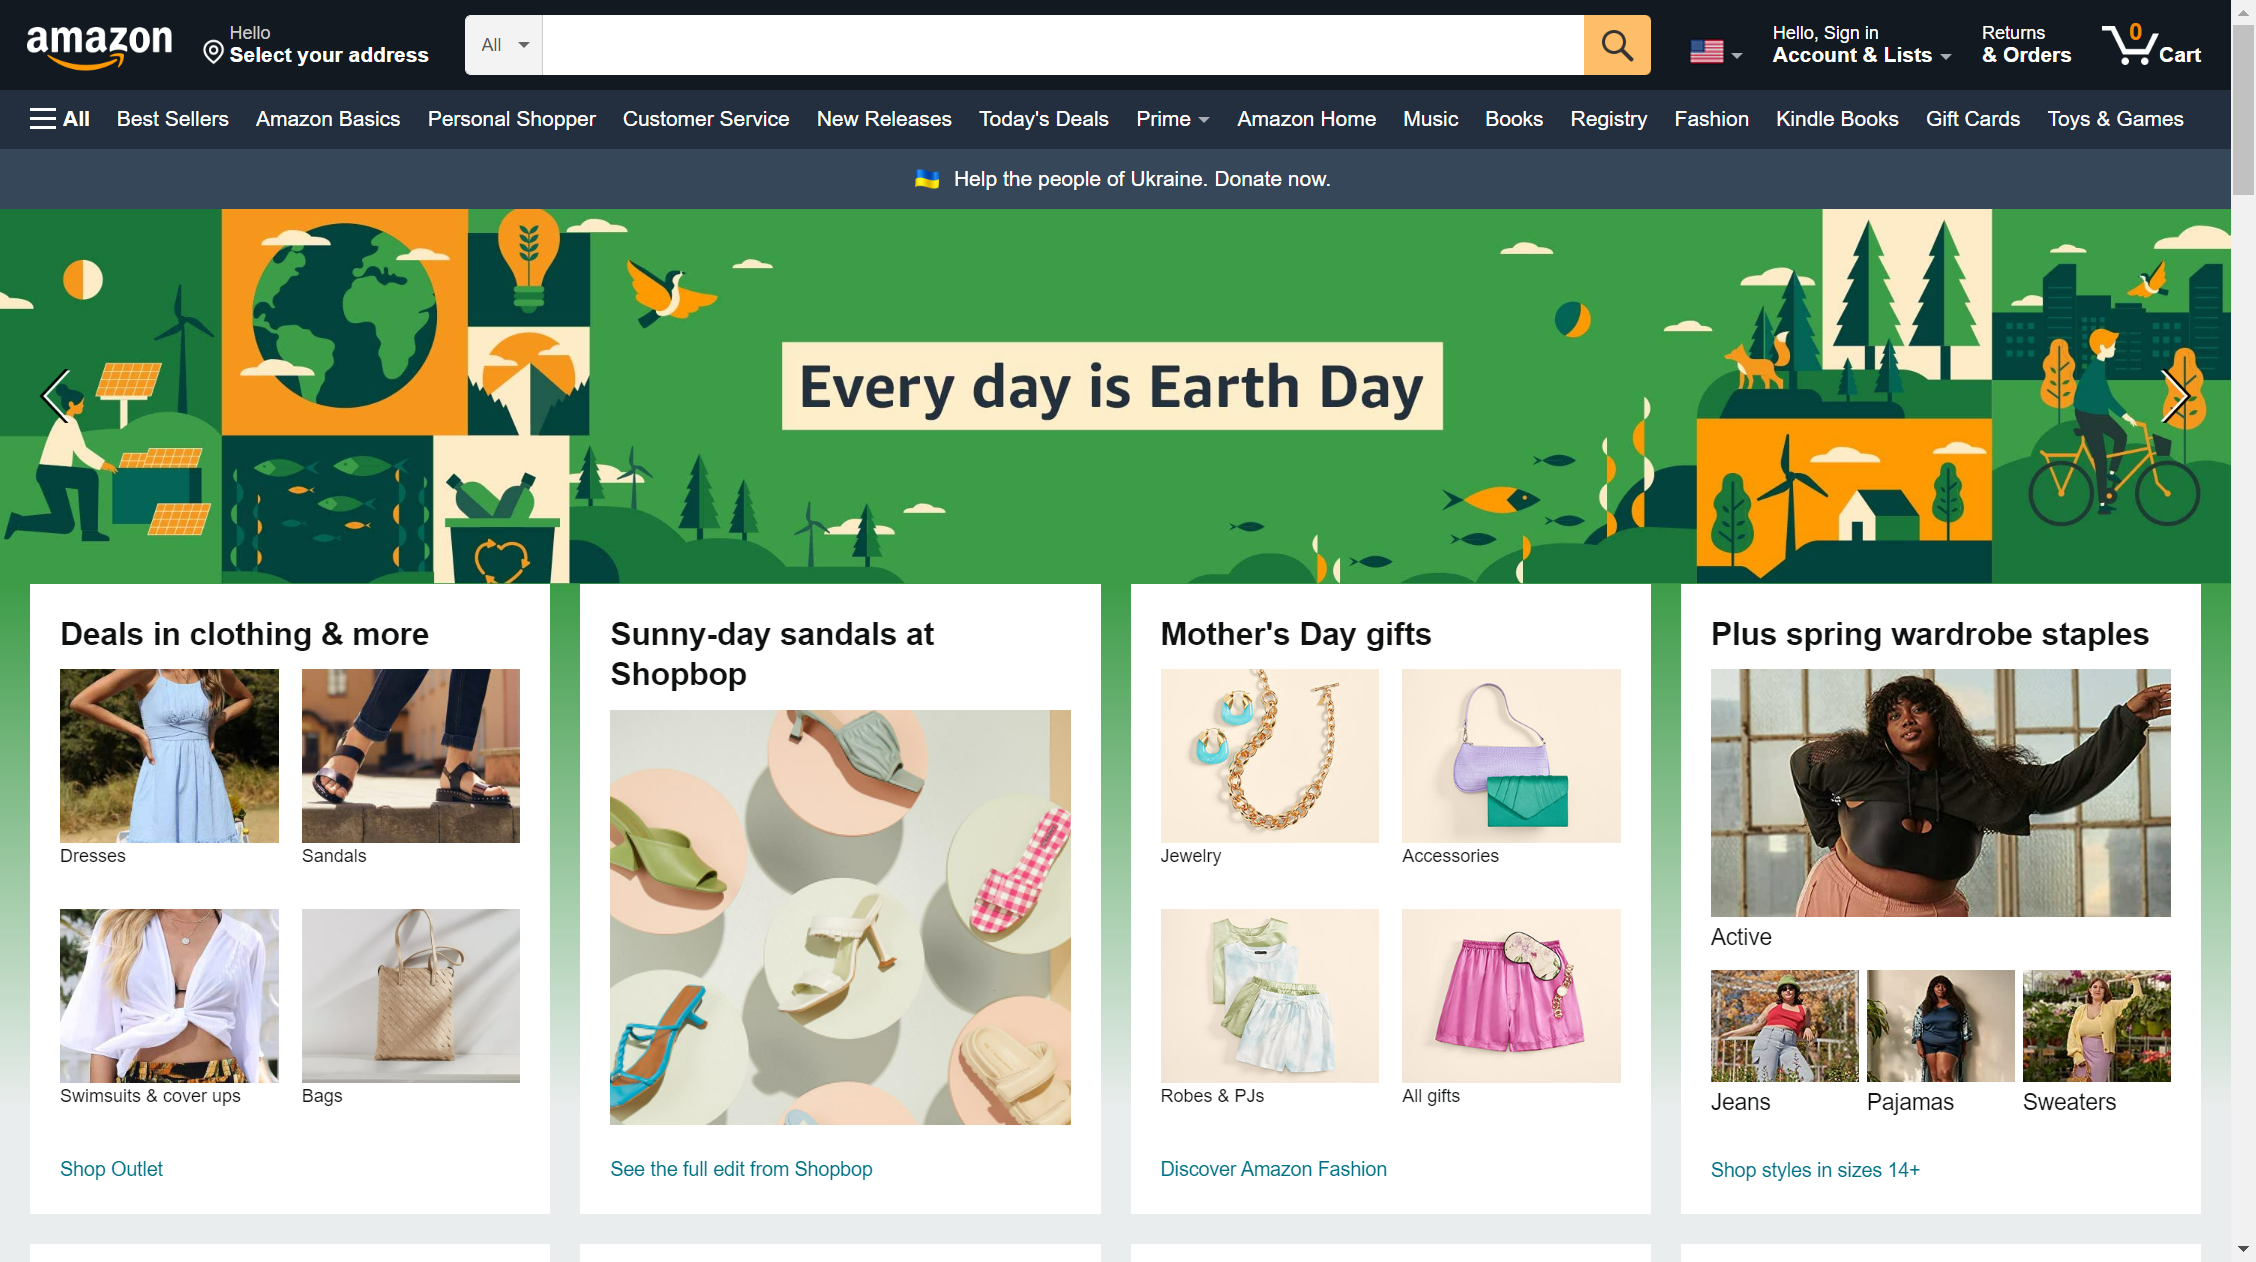 amazon
Hello
Select your address
All
Hello, Sign in
Account & Lists
Returns
& Orders
0
Cart
All
Best Sellers
Amazon Basics
Personal Shopper
Customer Service
New Releases
Today's Deals
Prime
Amazon Home
Music
Books
Registry
Fashion
Kindle Books
Gift Cards
Toys & Games
Help the people of Ukraine. Donate now.
Every day is Earth Day
Deals in clothing & more
Dresses
Sandals
Swimsuits & cover ups
Bags
Shop Outlet
Sunny-day sandals at
Shopbop
See the full edit from Shopbop
Mother's Day gifts
Jewelry
Accessories
Robes & PJs
All gifts
Discover Amazon Fashion
Plus spring wardrobe staples
Active
Jeans
Pajamas
Sweaters
Shop styles in sizes 14+